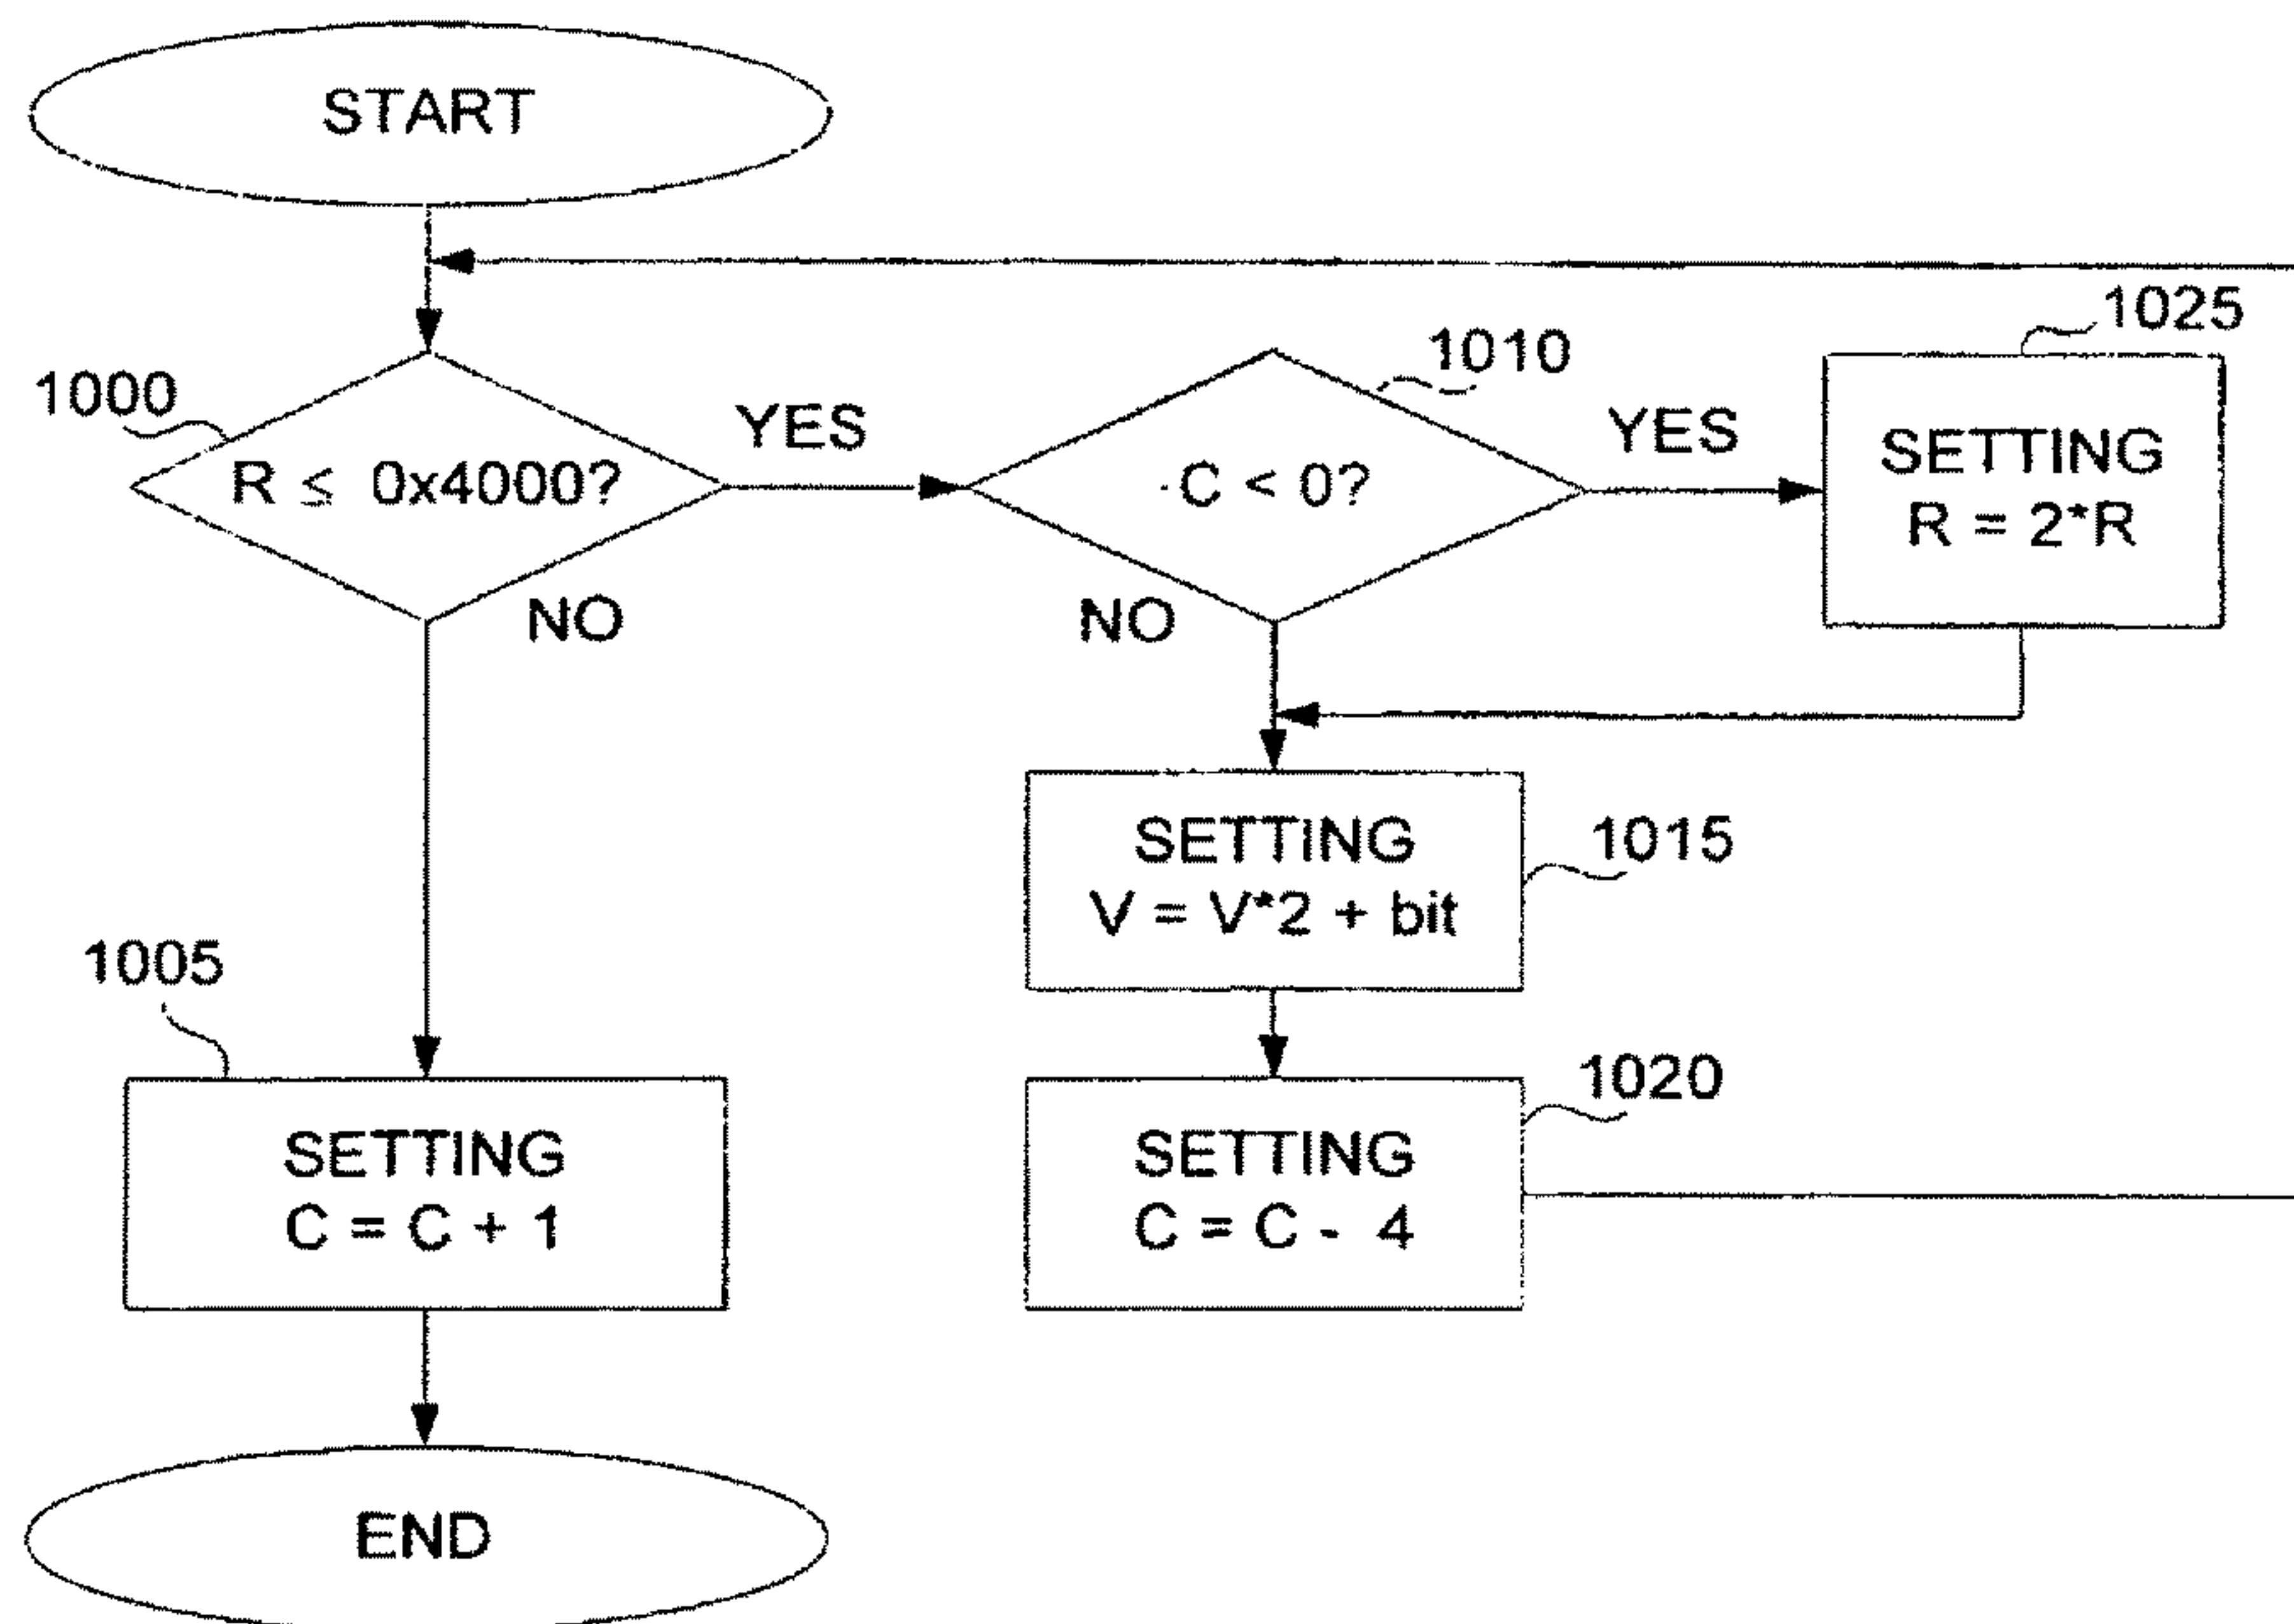 START
1025
1010
1000
YES
YES
R ≤ 0x4000?
C < 0?
SETTING
R = 2*R
NO
NO
SETTING
V = V*2 + bit
1015
1005
SETTING
C = C + 1
SETTING
C = C - 4
1020
END